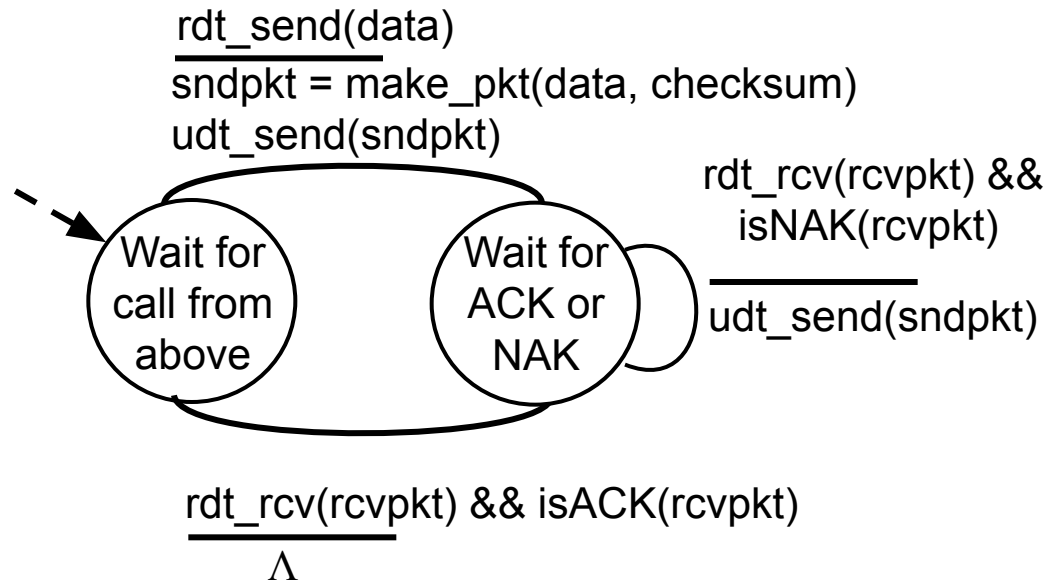 rdt_send(data)
sndpkt = make_pkt(data, checksum)
udt_send(sndpkt)
rdt_rcv(rcvpkt) &&
isNAK(rcvpkt)
udt_send(sndpkt)
Wait for
call from
above
Wait for
ACK or
NAK
rdt_rcv(rcvpkt) && isACK(rcvpkt)
Λ